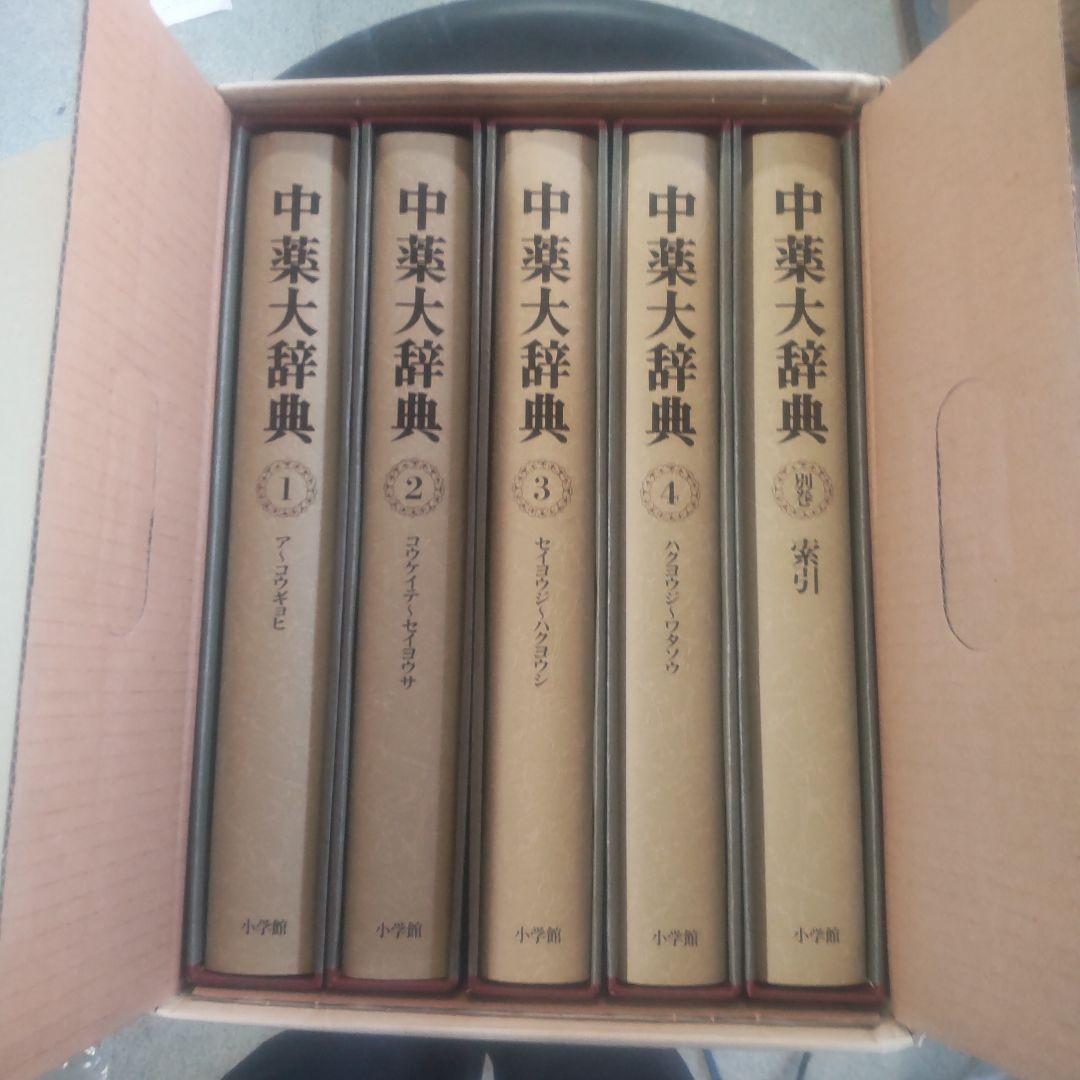 中薬大辞典
1
ア〜コウギョヒ
小学館
中薬大辞典
2
コウケイテ〜セイヨウサ
小学館
中薬大辞典
3
セイヨウジ〜ハクヨウシ
小学館
中薬大辞典
4
ハクヨウジ〜ワタソウ
小学館
中薬大辞典
別巻
索引
小学館